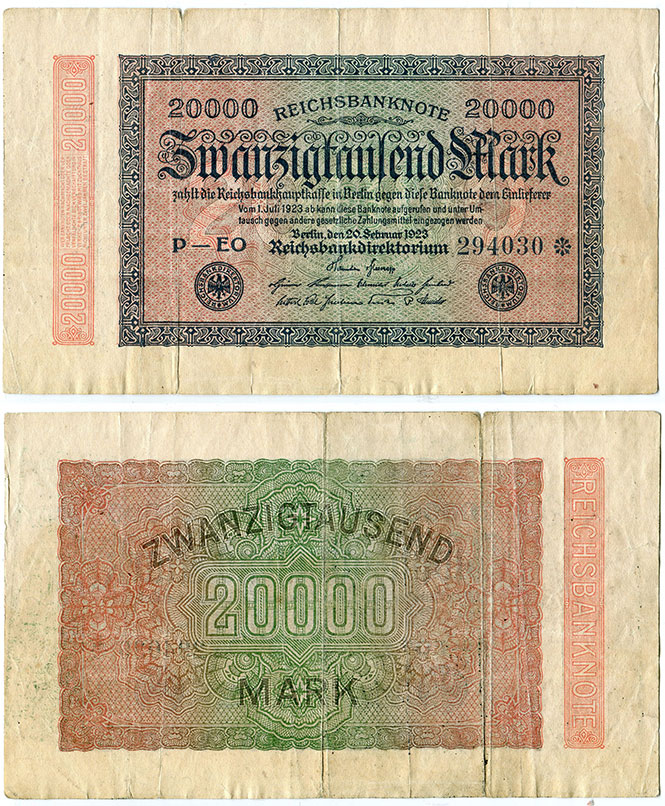 20000 REICHSBANKNOTE 20000
Zwanzigtausend Mark
zahlt die Reichsbankhauptkasse in Berlin gegen diese Banknote dem Einlieferer
Vom 1. Juli 1923 ab kann diese Banknote aufgerufen und unter Um-
tausch gegen andere gesetzliche Zahlungsmittel eingezogen werden
Berlin, den 20. Februar 1923
P — EO Reichsbankdirektorium 294030 ✻
20000
20000
ZWANZIGTAUSEND
20000
MARK
REICHSBANKNOTE